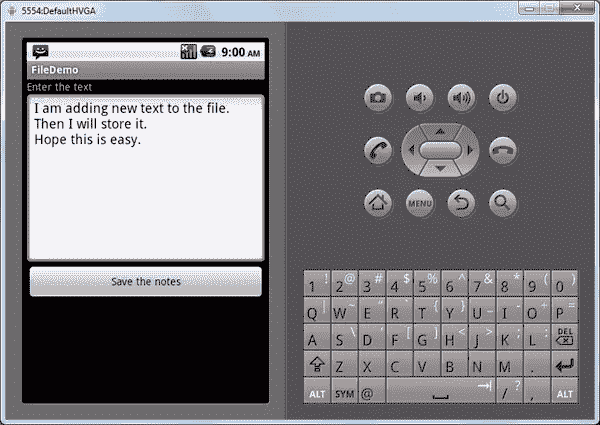 5554:DefaultHVGA
9:00 AM
FileDemo
Enter the text
I am adding new text to the file.
Then I will store it.
Hope this is easy.
Save the notes
MENU
1 ! 2 @ 3 # 4 $ 5 % 6 ^ 7 & 8 * 9 ( 0 )
Q | W ~ E " R ` T { Y } U _ I - O + P =
A S \ D ' F [ G ] H < J > K ; L : DEL
Z X C V B N M .
ALT SYM @ / ? , ALT